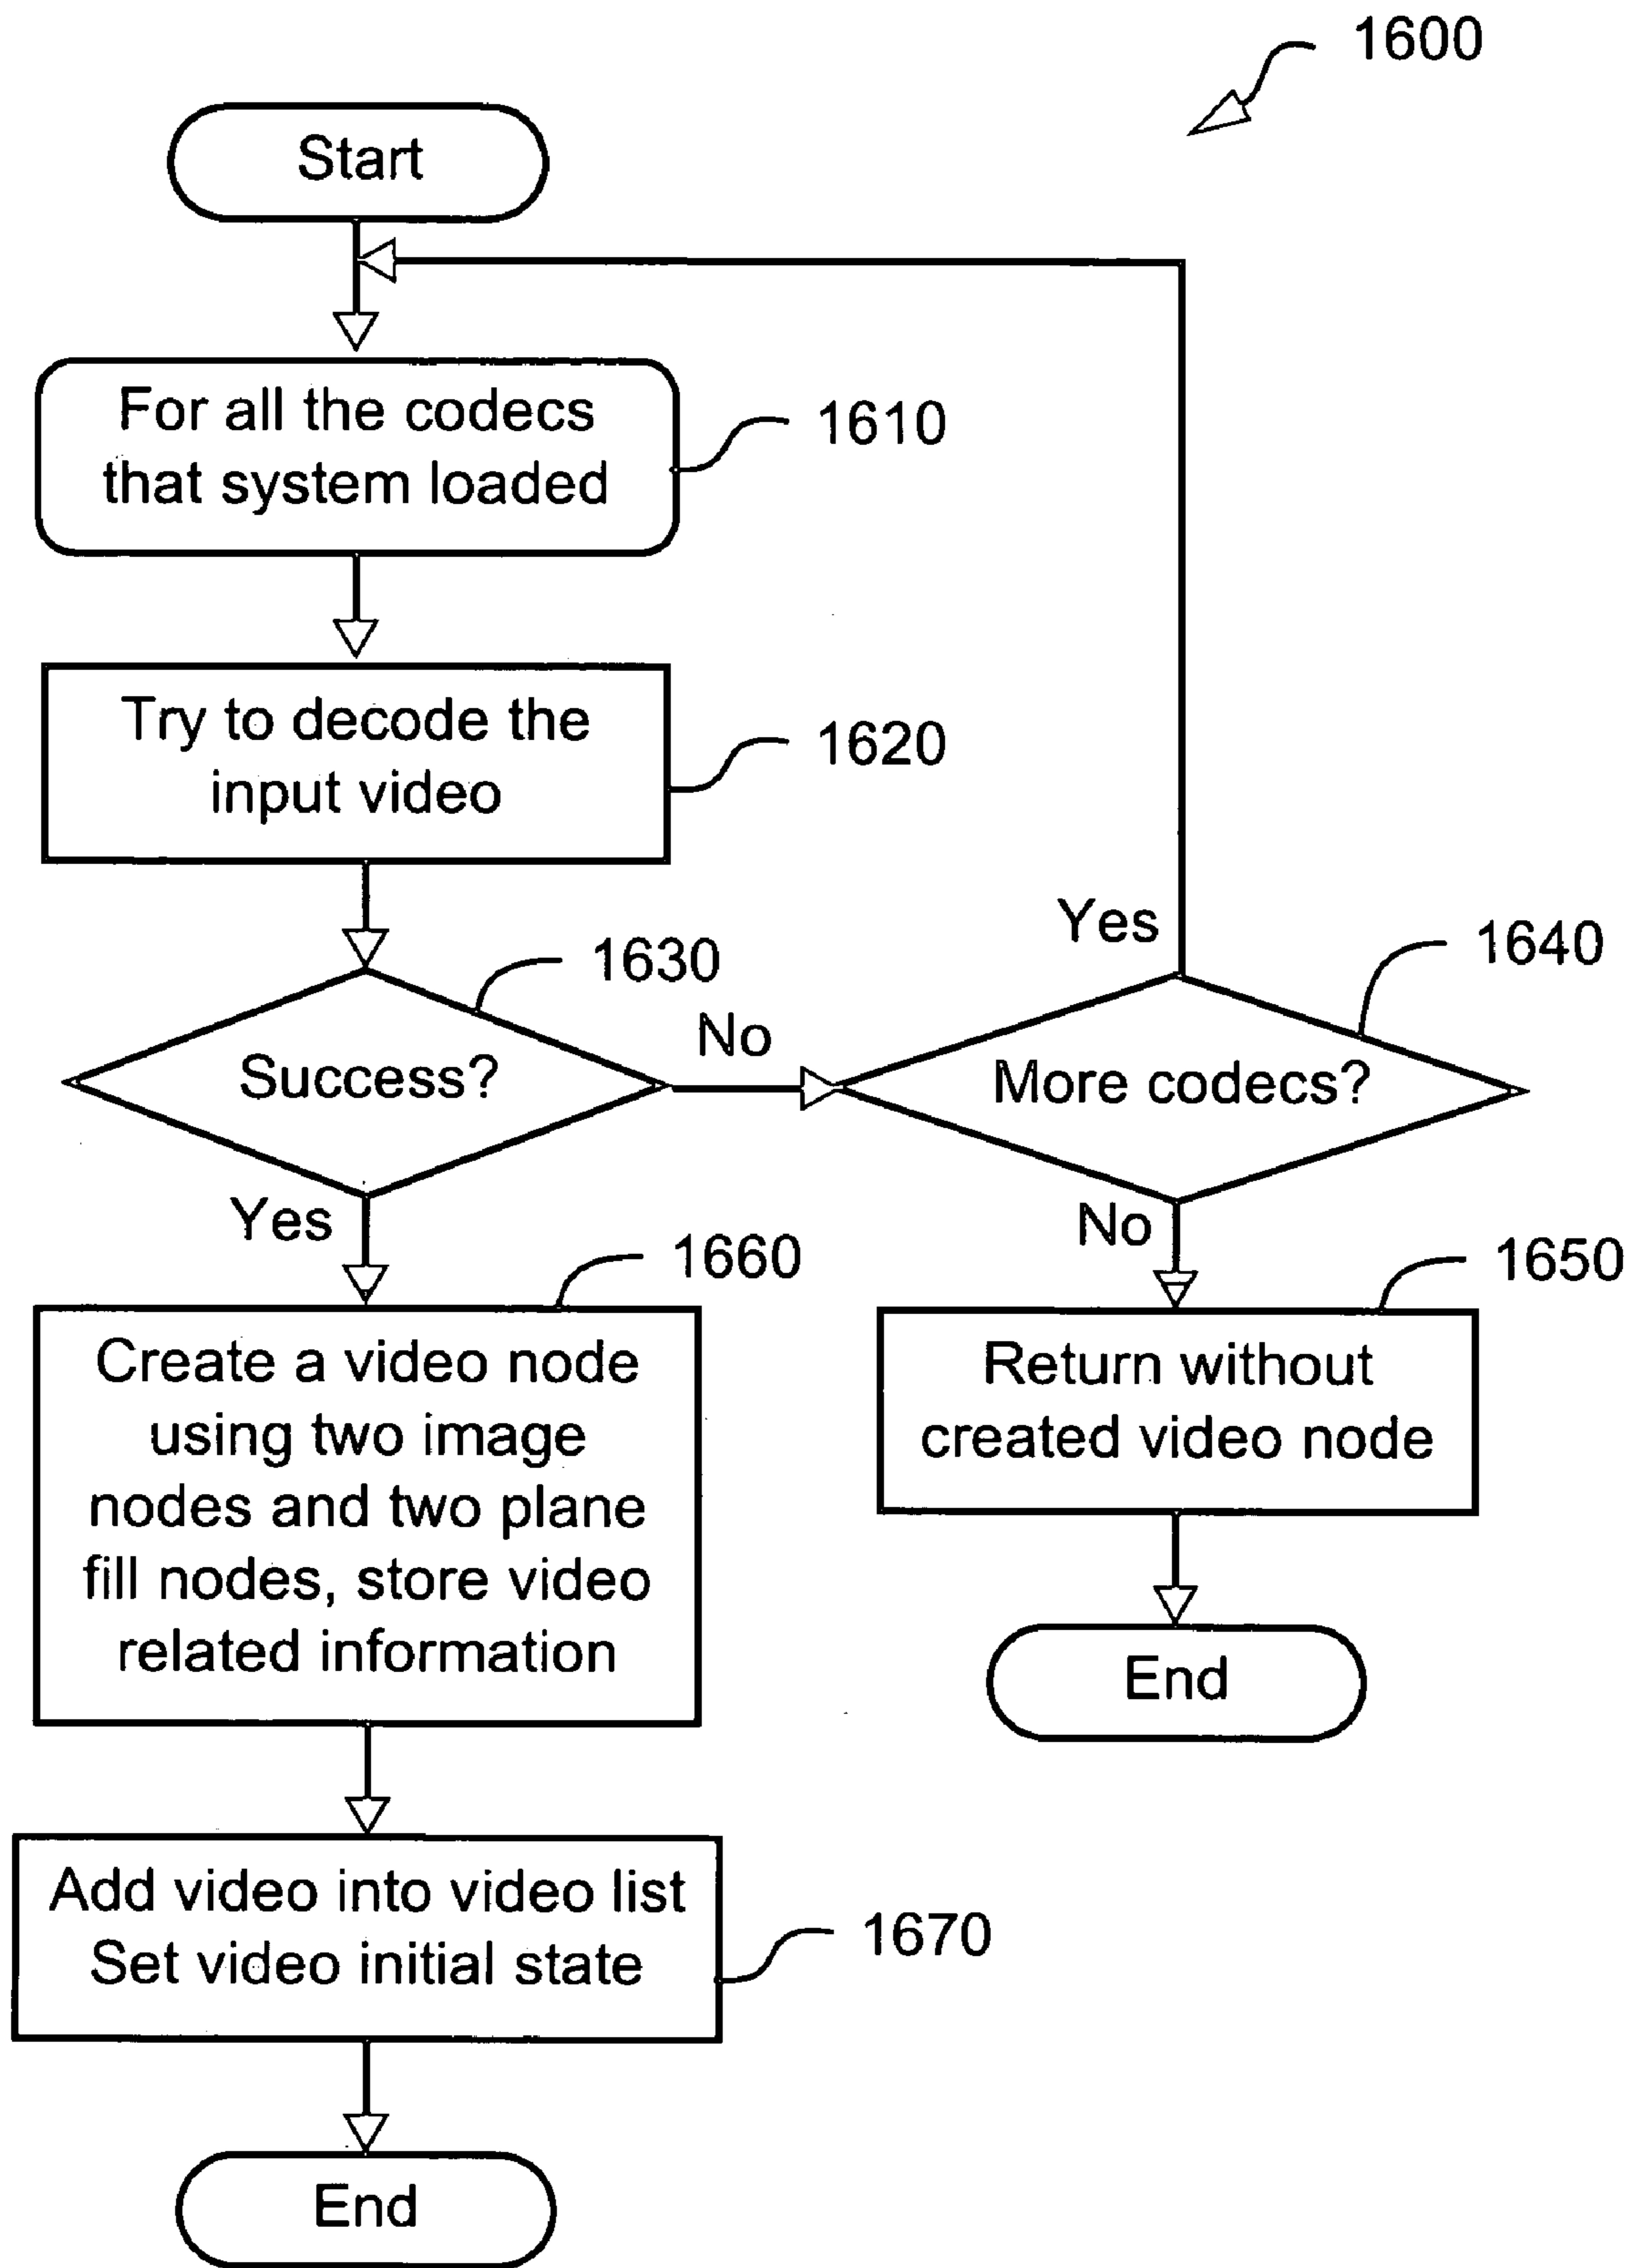 1600
Start
For all the codecs
that system loaded
1610
Try to decode the
input video
1620
1630
Success?
No
Yes
1640
More codecs?
Yes
No
1660
Create a video node
using two image
nodes and two plane
fill nodes, store video
related information
1650
Return without
created video node
End
Add video into video list
Set video initial state
1670
End